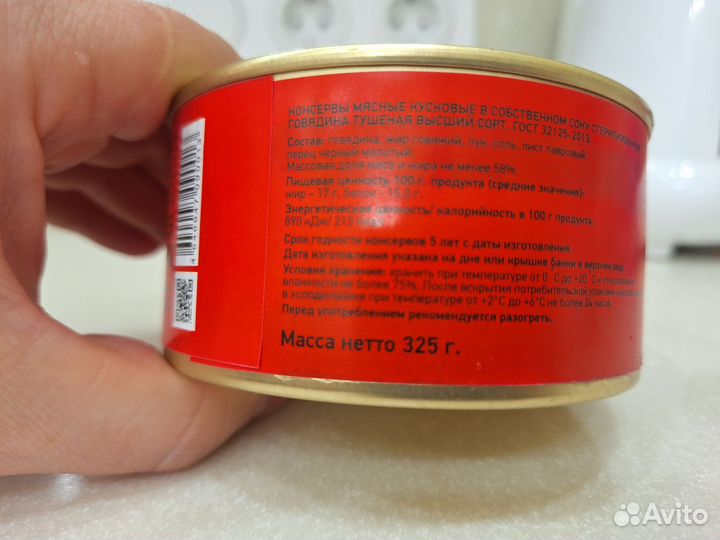 КОНСЕРВЫ МЯСНЫЕ КУСКОВЫЕ В СОБСТВЕННОМ СОКУ СТЕРИЛИЗОВАННЫЕ.
ГОВЯДИНА ТУШЕНАЯ ВЫСШИЙ СОРТ. ГОСТ 32125-2013
Состав: говядина, жир говяжий, лук, соль, лист лавровый,
перец черный молотый.
Массовая доля мяса и жира не менее 58%.
Пищевая ценность 100 г. продукта (средние значения):
жир – 17 г, белок – 15,0 г.
Энергетическая ценность/ калорийность в 100 г продукта:
890 кДж/
Срок годности консервов 5 лет с даты изготовления.
Дата изготовления указана на дне или крышке банки в верхнем ряду.
Условия хранения: хранить при температуре от 0 °С до +20 °С и относительной
влажности не более 75%. После вскрытия потребительской упаковки консервы
в холодильнике при температуре от +2°С до +6°С не более 24 часов.
Перед употреблением рекомендуется разогреть.
Масса нетто 325 г.
Avito